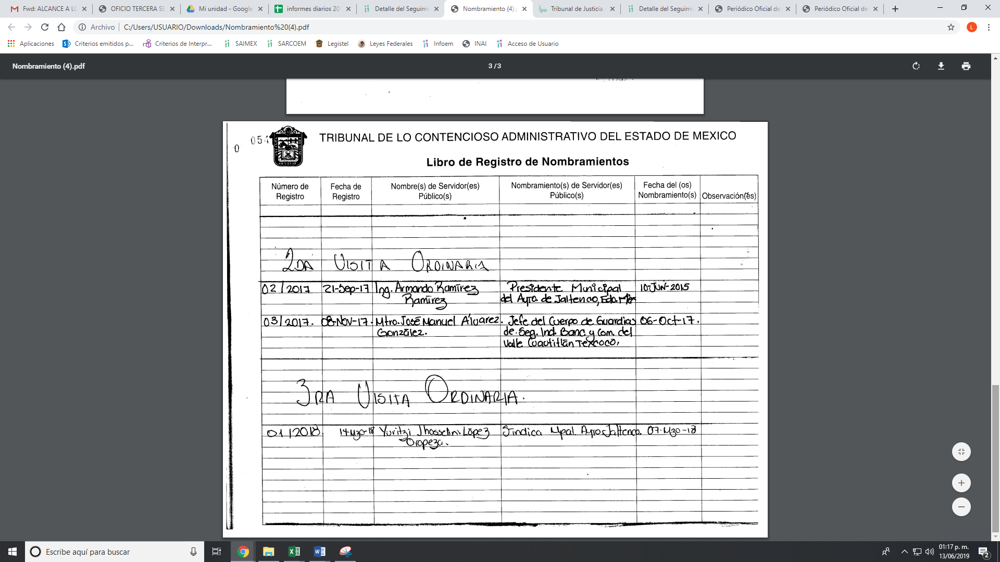 Fwd: ALCANCE A LO
OFICIO TERCERA SE
Mi unidad - Google
informes diarios 201
Detalle del Seguimie
Nombramiento (4).p
Tribunal de Justicia
Detalle del Seguimie
Periódico Oficial de
Periódico Oficial de
Archivo | C:/Users/USUARIO/Downloads/Nombramiento%20(4).pdf
L
Aplicaciones
Criterios emitidos p...
Criterios de Interpr...
SAIMEX
SARCOEM
Legistel
Leyes Federales
Infoem
INAI
Acceso de Usuario
Nombramiento (4).pdf
3 / 3
0 054
TRIBUNAL DE LO CONTENCIOSO ADMINISTRATIVO DEL ESTADO DE MEXICO
Libro de Registro de Nombramientos
Número de Registro
Fecha de Registro
Nombre(s) de Servidor(es) Público(s)
Nombramiento(s) de Servidor(es) Público(s)
Fecha del (os) Nombramiento(s)
Observación(es)
2DA VISITA ORDINARIA
02/2017 21-Sep-17 Ing. Armando Ramírez Presidente Municipal 10-JUN-2015
Ramírez del Ayto. de Jaltenco, Edo. Méx
03/2017. 08-Nov-17. Mtro. José Manuel Álvarez. Jefe del Cuerpo de Guardias 06-Oct-17.
González. de Seg. Ind. Banc. y Com. del
Valle Cuautitlán Texcoco.
3RA VISITA ORDINARIA.
01/2018. 14-Mzo-18 Yuritzi Jhosselin López Síndica Mpal. Ayto. Jaltenco. 07-Mzo-18
Oropeza.
Escribe aquí para buscar
01:17 p. m.
13/06/2019
2